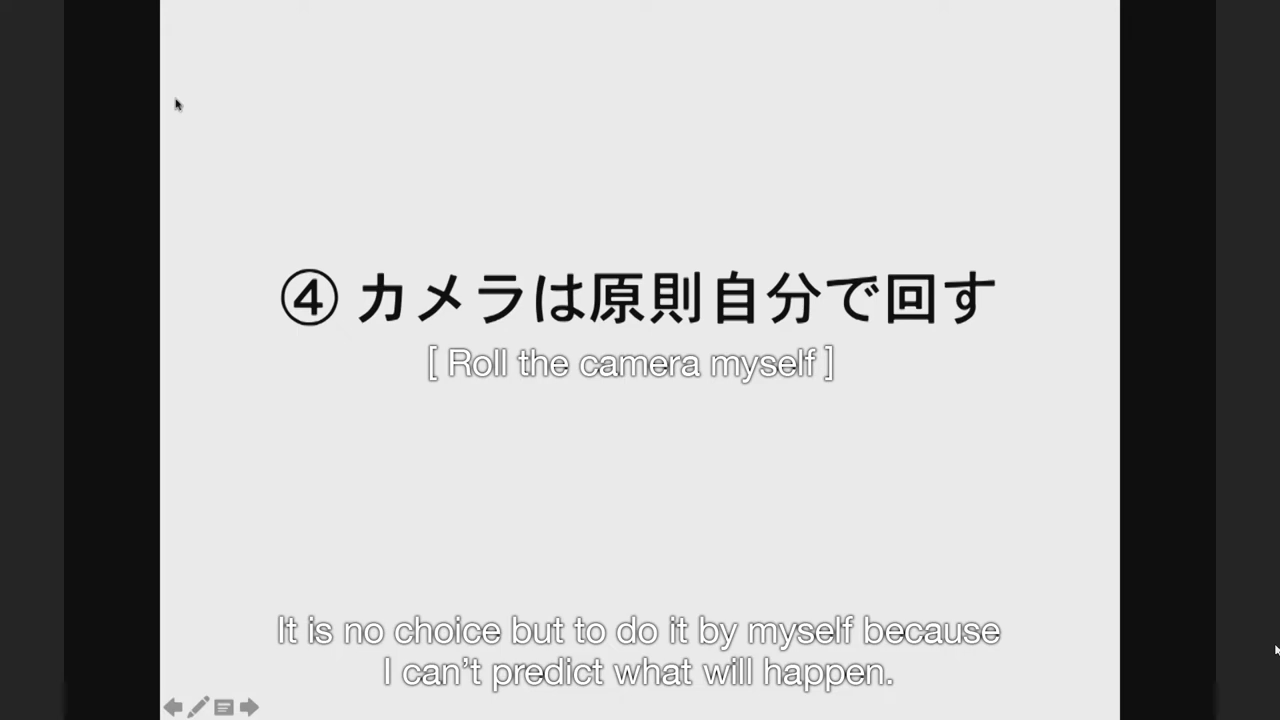 ④ カメラは原則自分で回す
[ Roll the camera myself ]
It is no choice but to do it by myself because
I can't predict what will happen.